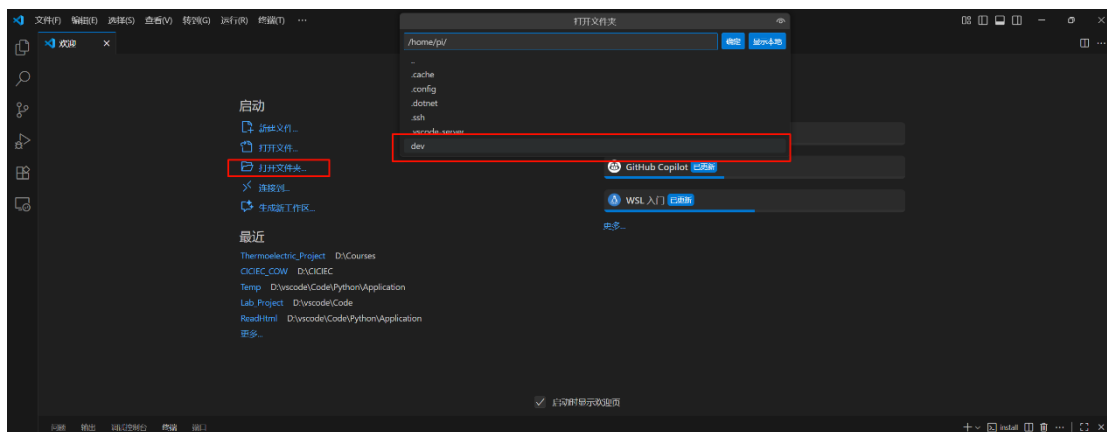 文件(F) 编辑(E) 选择(S) 查看(V) 转到(G) 运行(R) 终端(T) ···
打开文件夹
欢迎
/home/pi/
确定 显示本地
..
.cache
.config
.dotnet
.ssh
.vscode-server
dev
启动
新建文件...
打开文件...
打开文件夹...
连接到...
生成新工作区...
GitHub Copilot 已更新
WSL 入门 已更新
更多...
最近
Thermoelectric_Project D:\Courses
CICIEC_COW D:\CICIEC
Temp D:\vscode\Code\Python\Application
Lab_Project D:\vscode\Code
ReadHtml D:\vscode\Code\Python\Application
更多...
启动时显示欢迎页
问题 输出 调试控制台 终端 端口
install